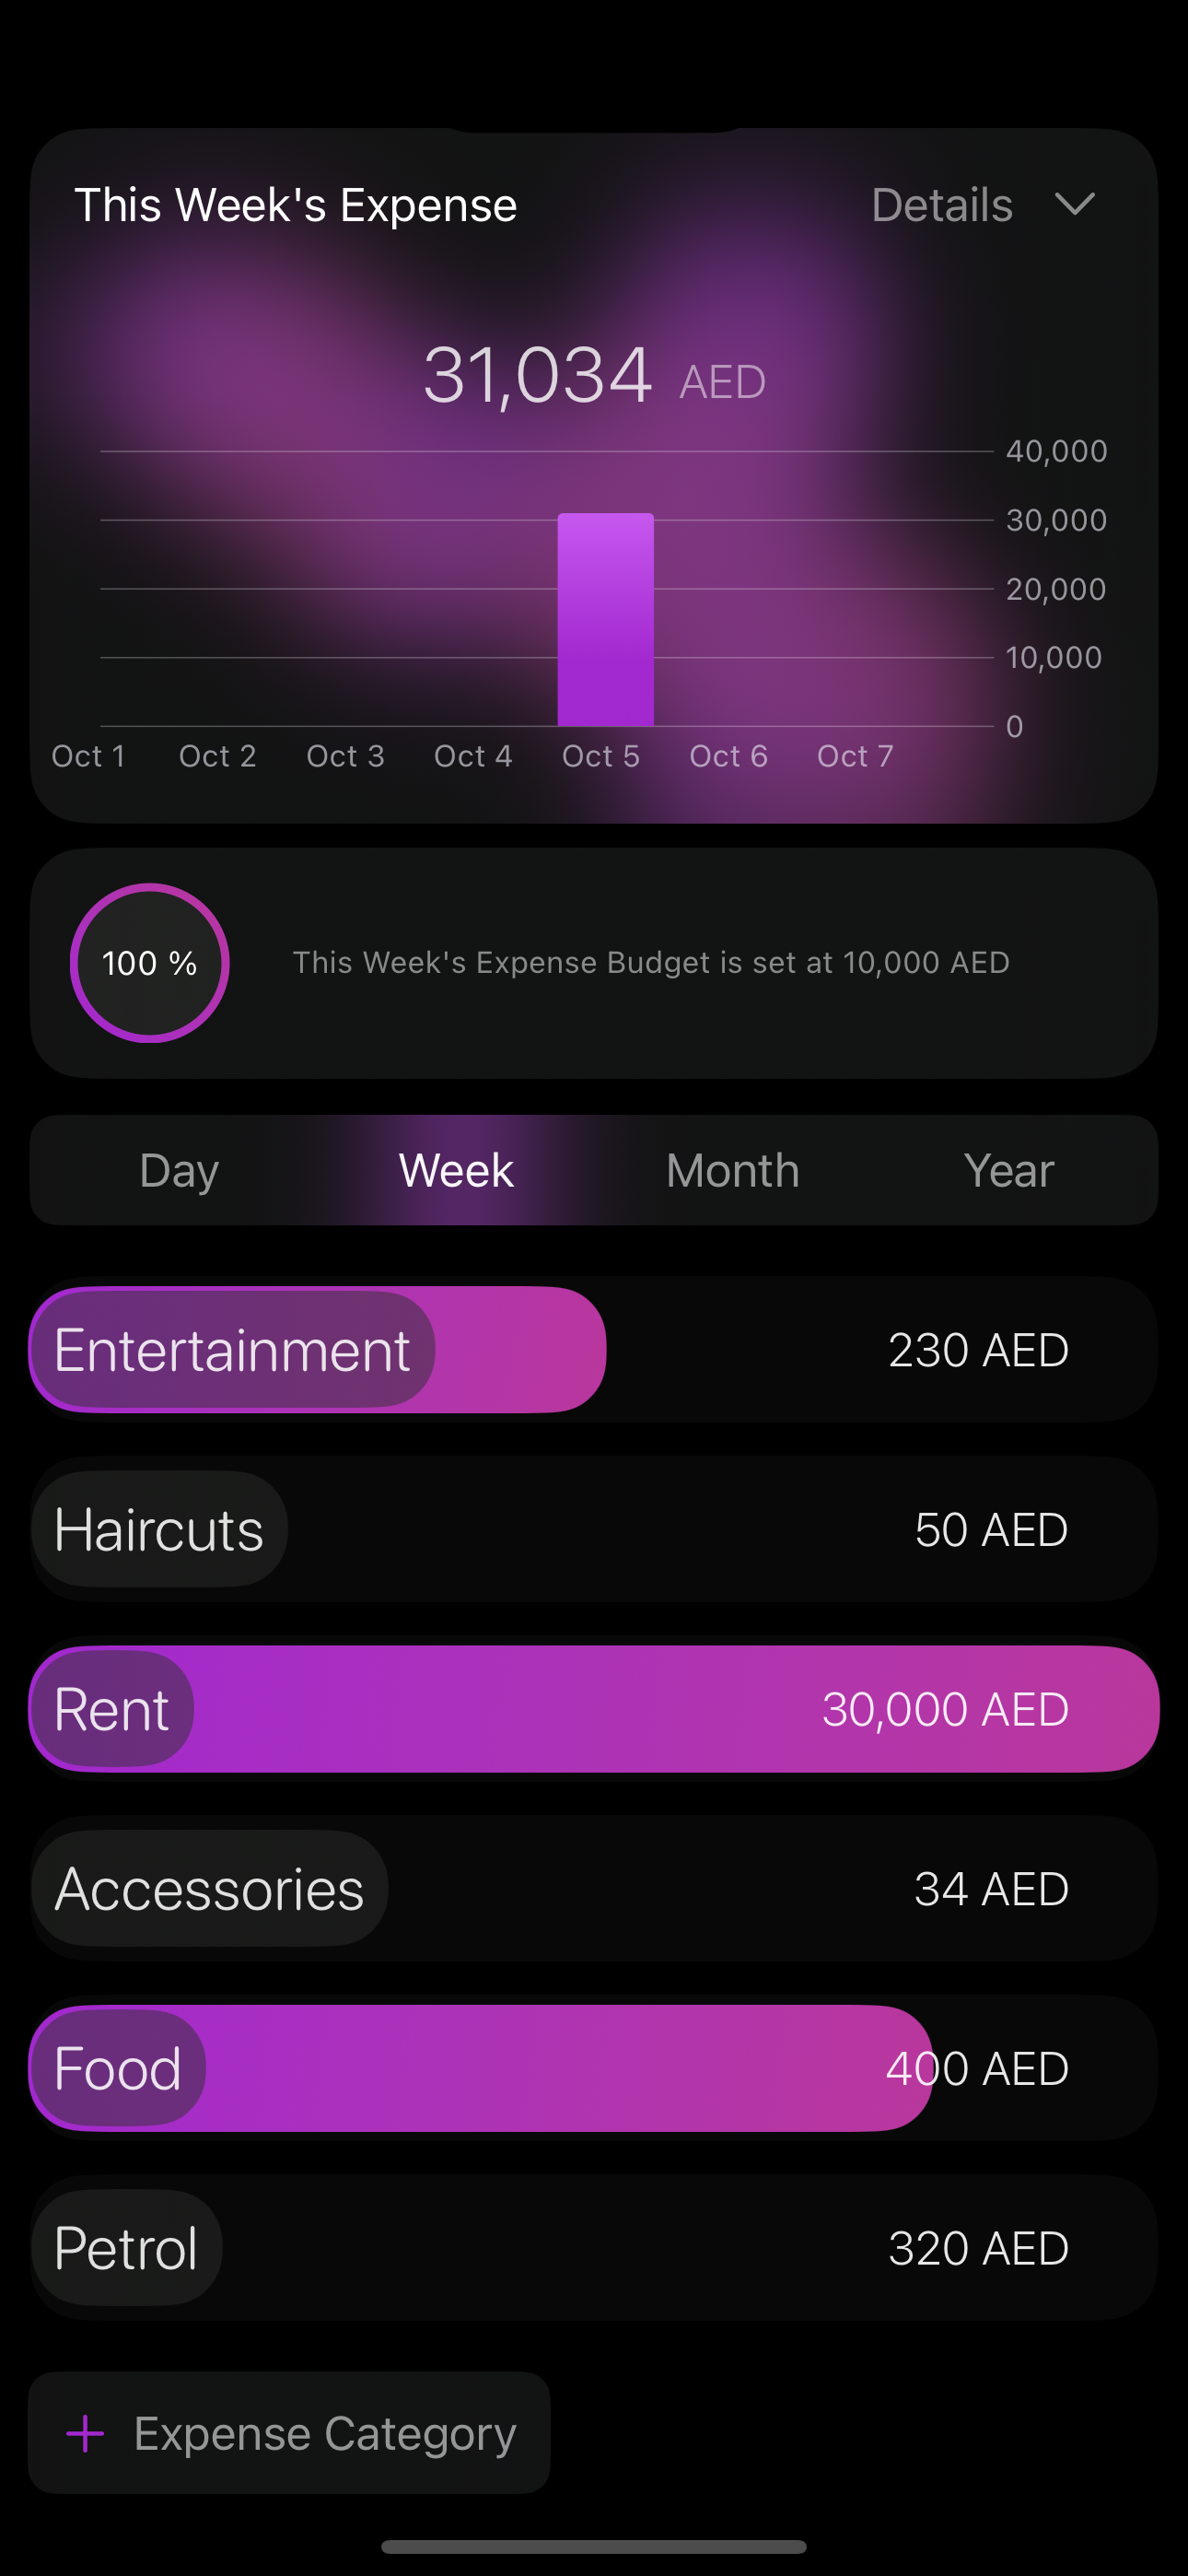 This Week's Expense Details
31,034 AED
40,000
30,000
20,000
10,000
0
Oct 1 Oct 2 Oct 3 Oct 4 Oct 5 Oct 6 Oct 7
100 % This Week's Expense Budget is set at 10,000 AED
Day Week Month Year
Entertainment 230 AED
Haircuts 50 AED
Rent 30,000 AED
Accessories 34 AED
Food 400 AED
Petrol 320 AED
+ Expense Category